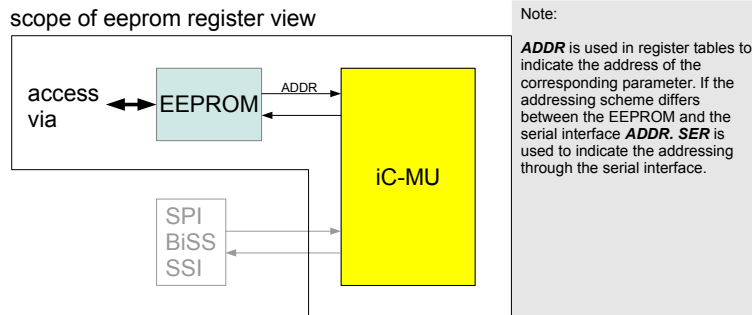 scope of eeprom register view
access
via
EEPROM
ADDR
iC-MU
SPI
BiSS
SSI
Note:
ADDR is used in register tables to
indicate the address of the
corresponding parameter. If the
addressing scheme differs
between the EEPROM and the
serial interface ADDR. SER is
used to indicate the addressing
through the serial interface.